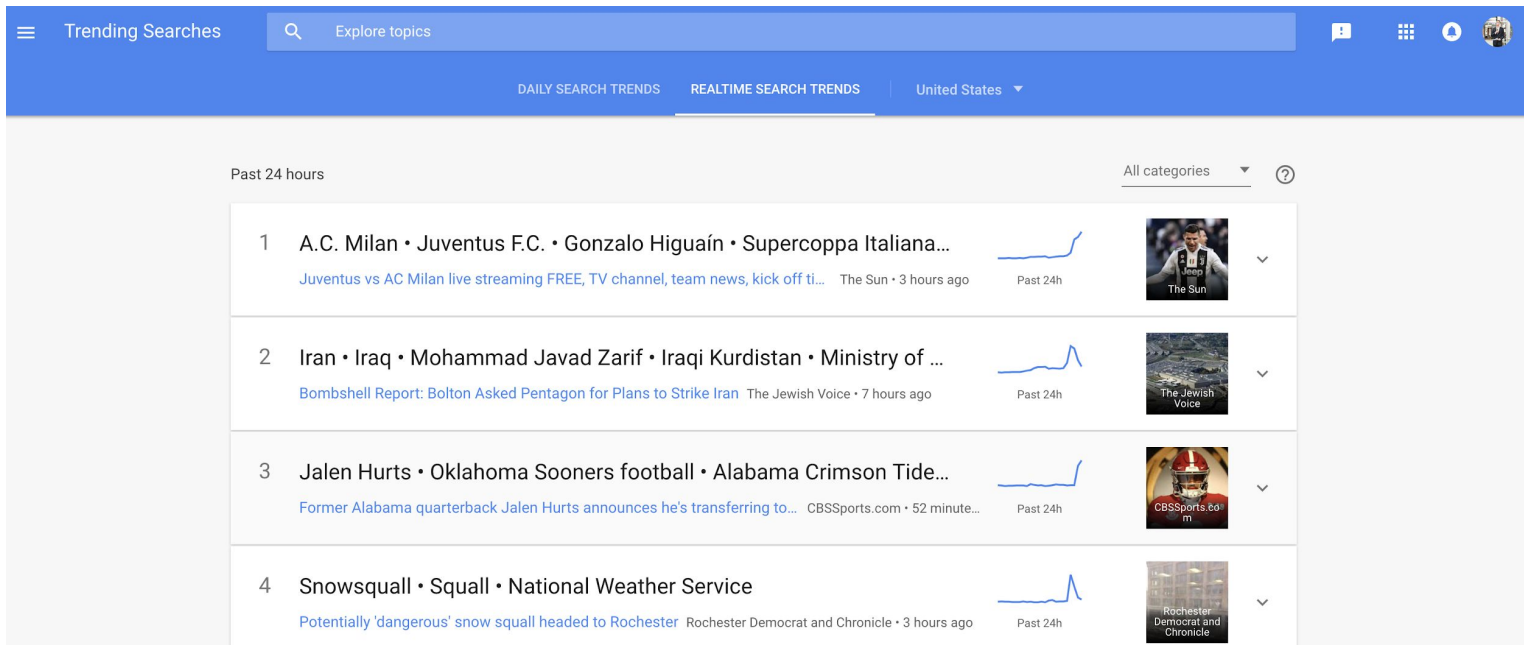 Trending Searches
Explore topics
DAILY SEARCH TRENDS REALTIME SEARCH TRENDS United States
Past 24 hours
All categories
1 A.C. Milan • Juventus F.C. • Gonzalo Higuaín • Supercoppa Italiana...
Juventus vs AC Milan live streaming FREE, TV channel, team news, kick off ti... The Sun • 3 hours ago
Past 24h
Jeep
The Sun
2 Iran • Iraq • Mohammad Javad Zarif • Iraqi Kurdistan • Ministry of ...
Bombshell Report: Bolton Asked Pentagon for Plans to Strike Iran The Jewish Voice • 7 hours ago
Past 24h
The Jewish
Voice
3 Jalen Hurts • Oklahoma Sooners football • Alabama Crimson Tide...
Former Alabama quarterback Jalen Hurts announces he's transferring to... CBSSports.com • 52 minute...
Past 24h
CBSSports.co
m
4 Snowsquall • Squall • National Weather Service
Potentially 'dangerous' snow squall headed to Rochester Rochester Democrat and Chronicle • 3 hours ago
Past 24h
Rochester
Democrat and
Chronicle